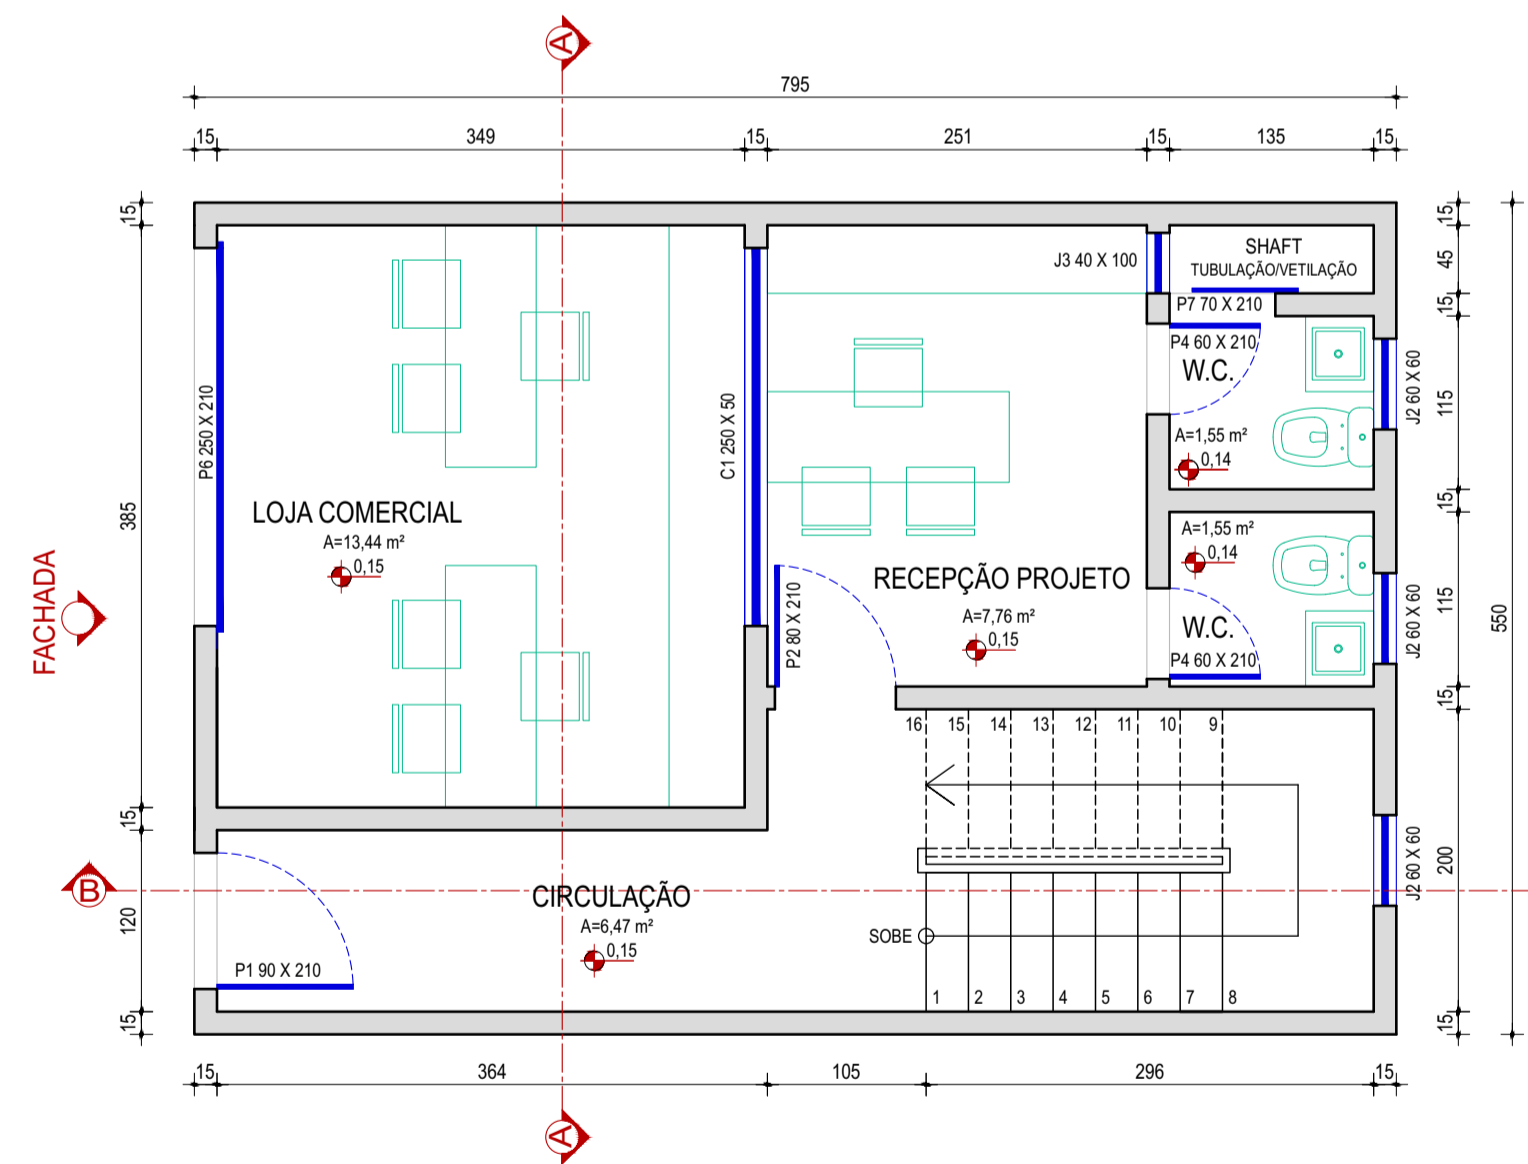 A
795
15
349
15
251
15
135
15
15
385
15
120
15
15
45
15
115
15
115
15
200
15
550
SHAFT
TUBULAÇÃO/VETILAÇÃO
J3 40 X 100
P7 70 X 210
P4 60 X 210
W.C.
A=1,55 m²
0,14
J2 60 X 60
P6 250 X 210
C1 250 X 50
LOJA COMERCIAL
A=13,44 m²
0,15
FACHADA
A=1,55 m²
0,14
W.C.
P4 60 X 210
J2 60 X 60
RECEPÇÃO PROJETO
A=7,76 m²
0,15
P2 80 X 210
16 15 14 13 12 11 10 9
J2 60 X 60
B
CIRCULAÇÃO
A=6,47 m²
0,15
SOBE
P1 90 X 210
1 2 3 4 5 6 7 8
15
364
105
296
15
A